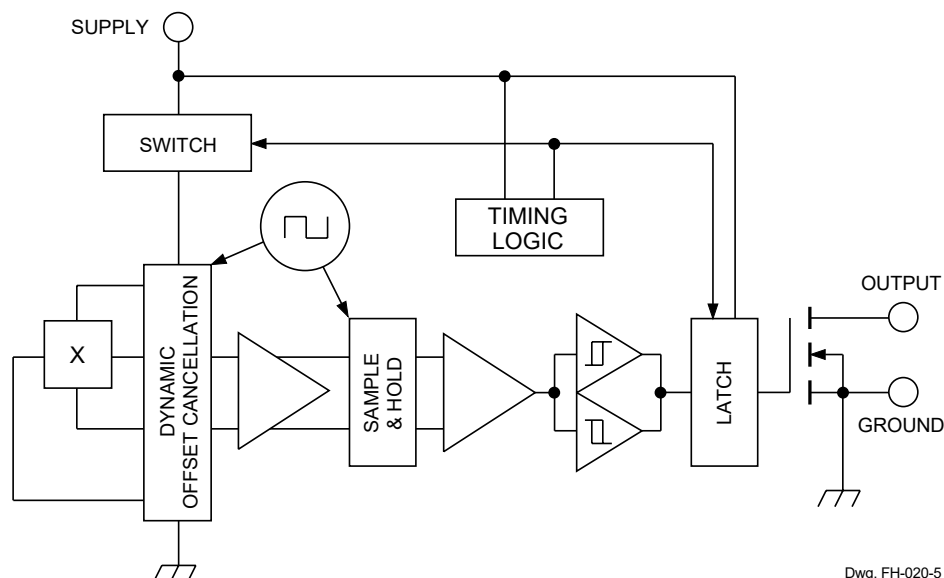 SUPPLY
SWITCH
TIMING
LOGIC
OUTPUT
X
DYNAMIC
OFFSET CANCELLATION
SAMPLE
& HOLD
LATCH
GROUND
Dwg. FH-020-5